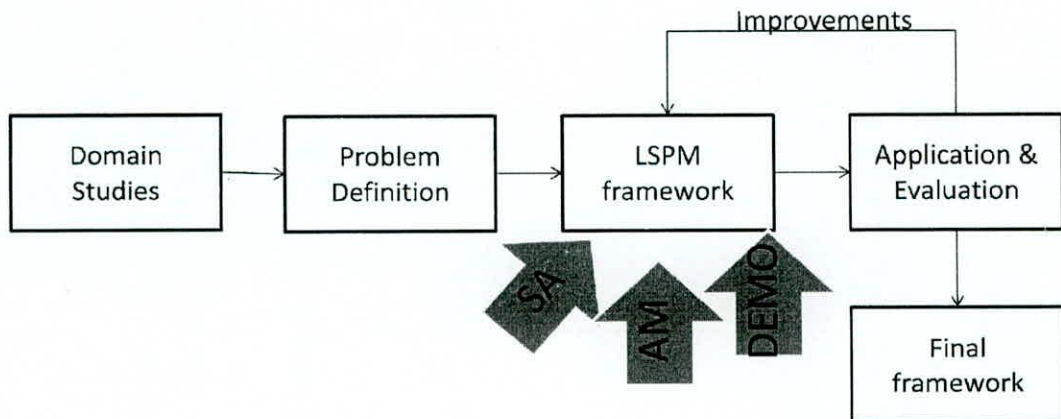 Improvements
Domain
Studies
Problem
Definition
LSPM
framework
Application &
Evaluation
SA
AM
DEMO
Final
framework